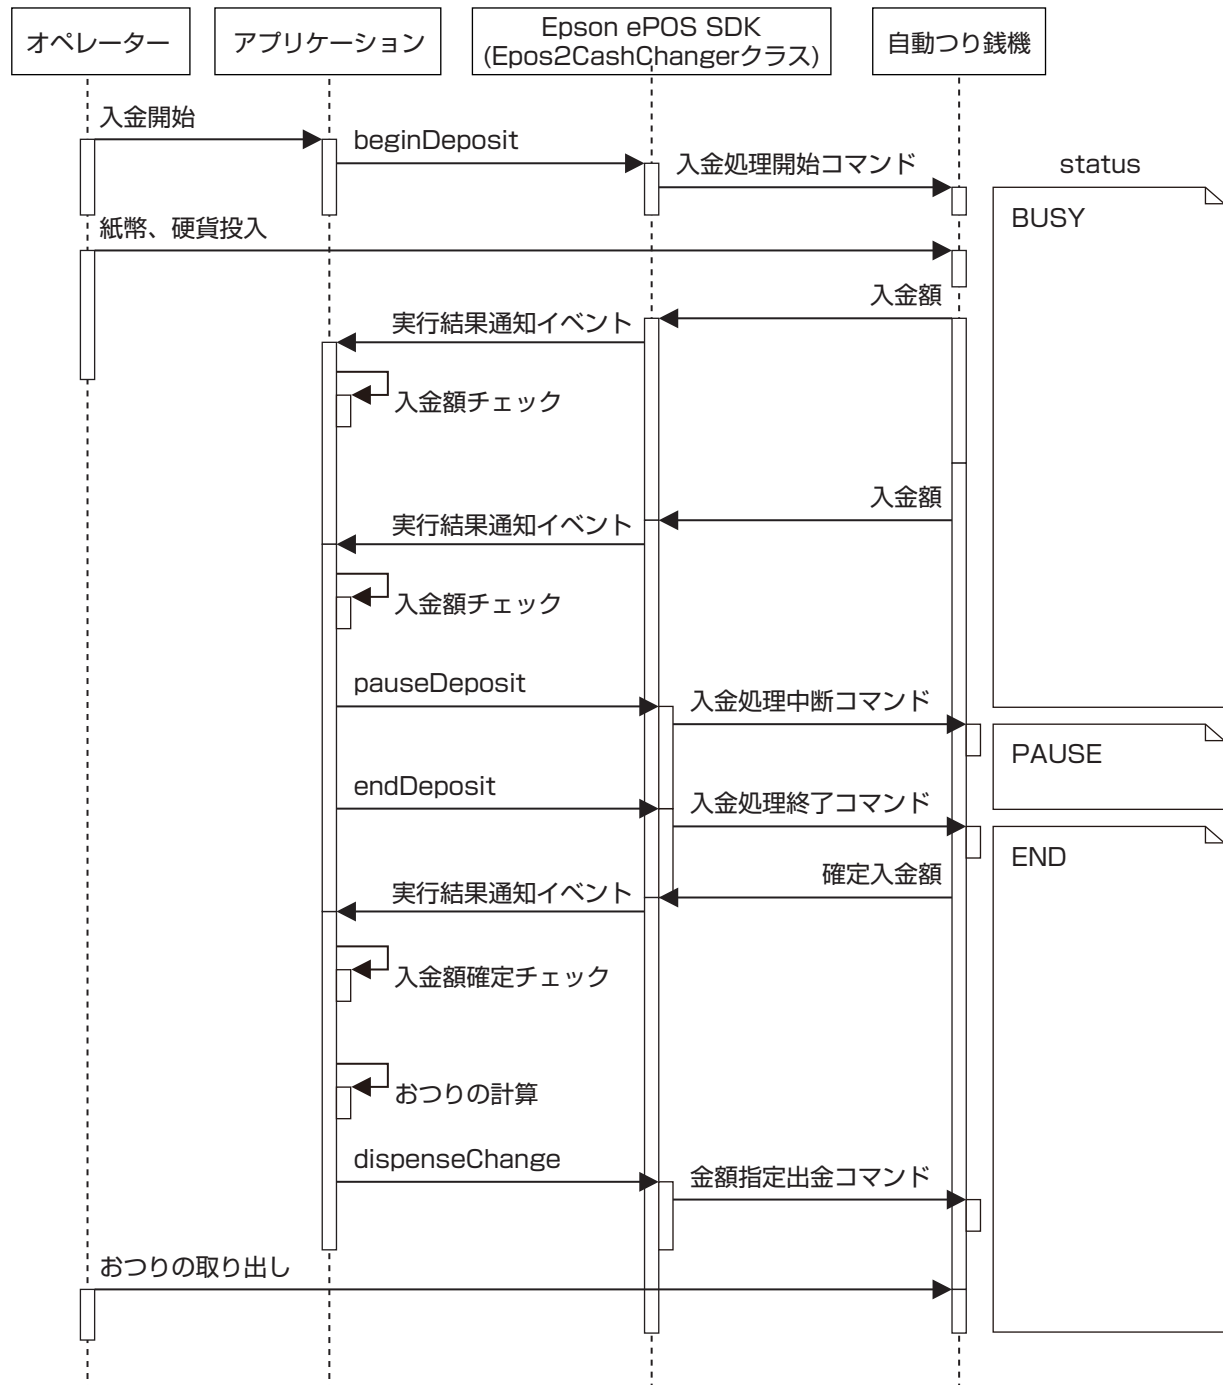 オペレーター
アプリケーション
Epson ePOS SDK
(Epos2CashChangerクラス)
自動つり銭機
入金開始
beginDeposit
入金処理開始コマンド
status
BUSY
紙幣、硬貨投入
入金額
実行結果通知イベント
入金額チェック
入金額
実行結果通知イベント
入金額チェック
pauseDeposit
入金処理中断コマンド
PAUSE
endDeposit
入金処理終了コマンド
END
確定入金額
実行結果通知イベント
入金額確定チェック
おつりの計算
dispenseChange
金額指定出金コマンド
おつりの取り出し